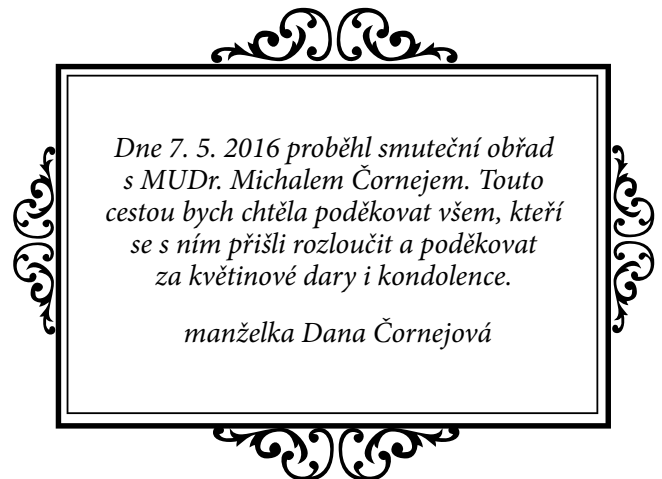 Dne 7. 5. 2016 proběhl smuteční obřad
s MUDr. Michalem Čornejem. Touto
cestou bych chtěla poděkovat všem, kteří
se s ním přišli rozloučit a poděkovat
za květinové dary i kondolence.
manželka Dana Čornejová